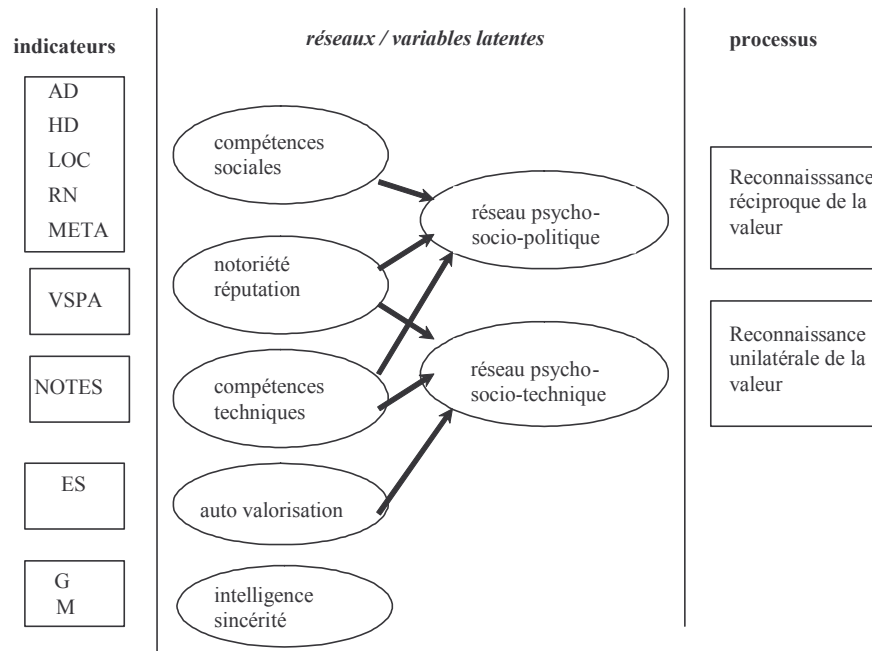 indicateurs
réseaux / variables latentes
processus
AD
HD
LOC
RN
META
VSPA
NOTES
ES
G
M
compétences
sociales
notoriété
réputation
compétences
techniques
auto valorisation
intelligence
sincérité
réseau psycho-
socio-politique
réseau psycho-
socio-technique
Reconnaisssance
réciproque de la
valeur
Reconnaissance
unilatérale de la
valeur